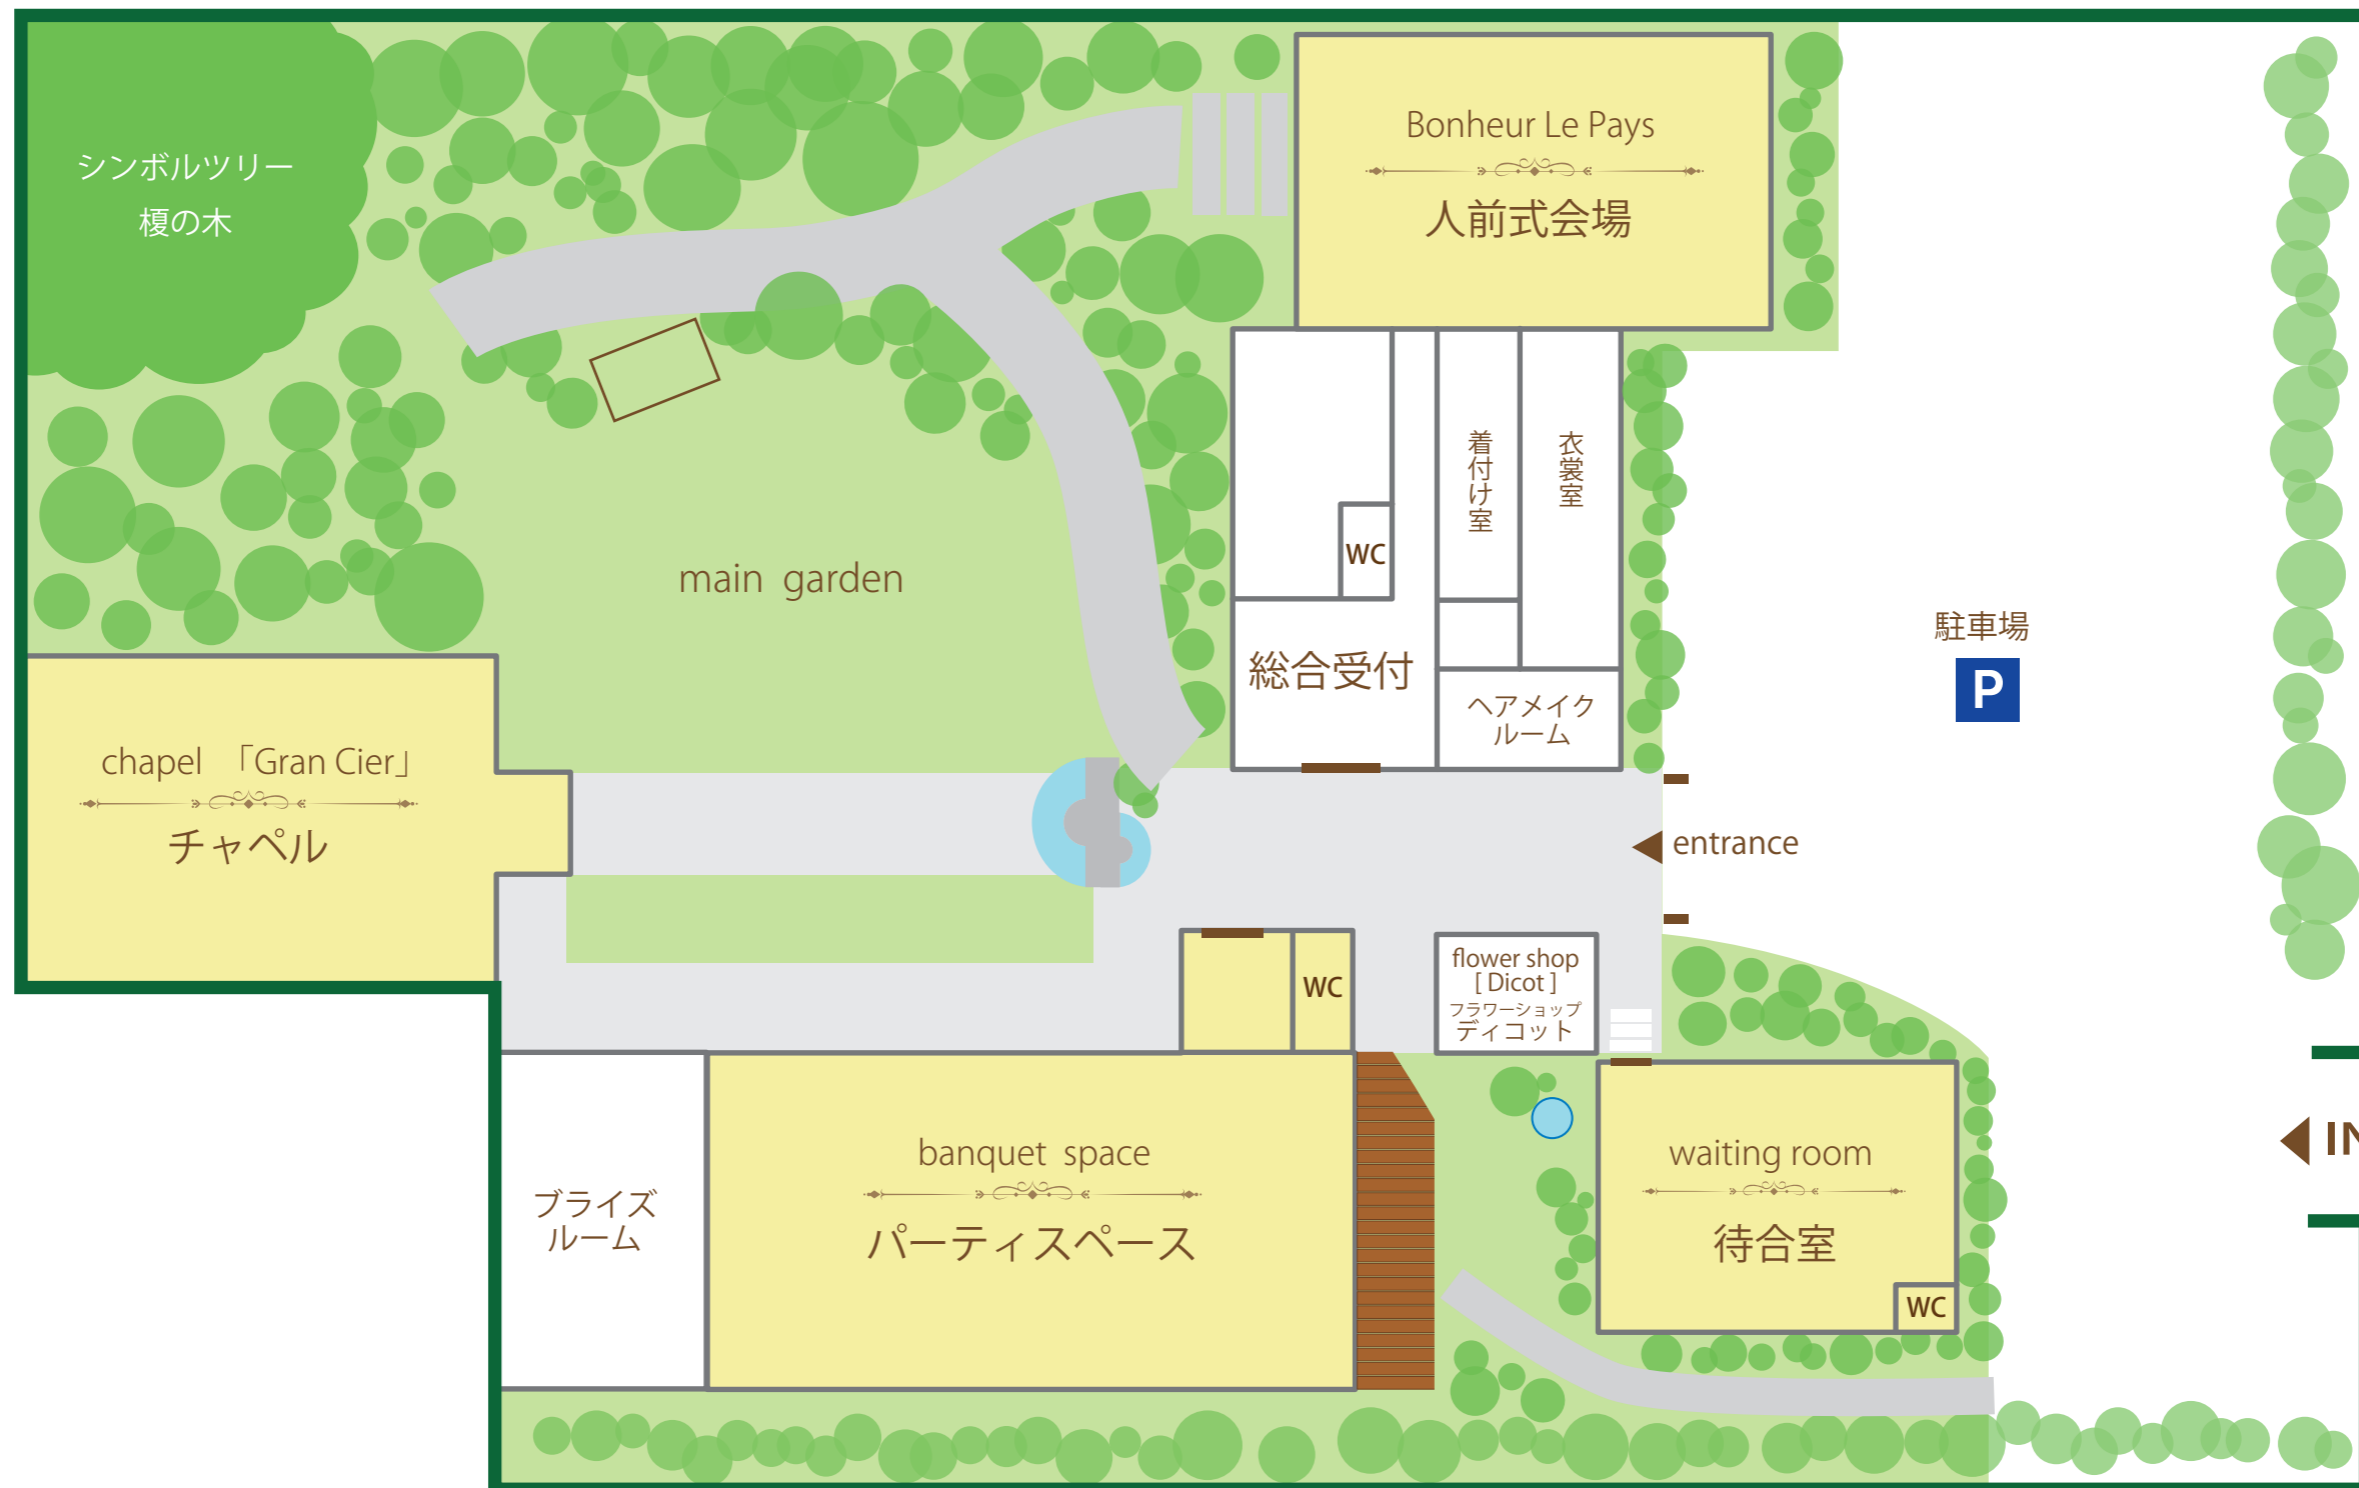 シンボルツリー
榎の木
Bonheur Le Pays
人前式会場
着付け室
衣裳室
WC
main garden
総合受付
ヘアメイク
ルーム
駐車場
P
chapel 「Gran Cier」
チャペル
entrance
WC
flower shop
[ Dicot ]
フラワーショップ
ディコット
ブライズ
ルーム
banquet space
パーティスペース
waiting room
待合室
WC
IN